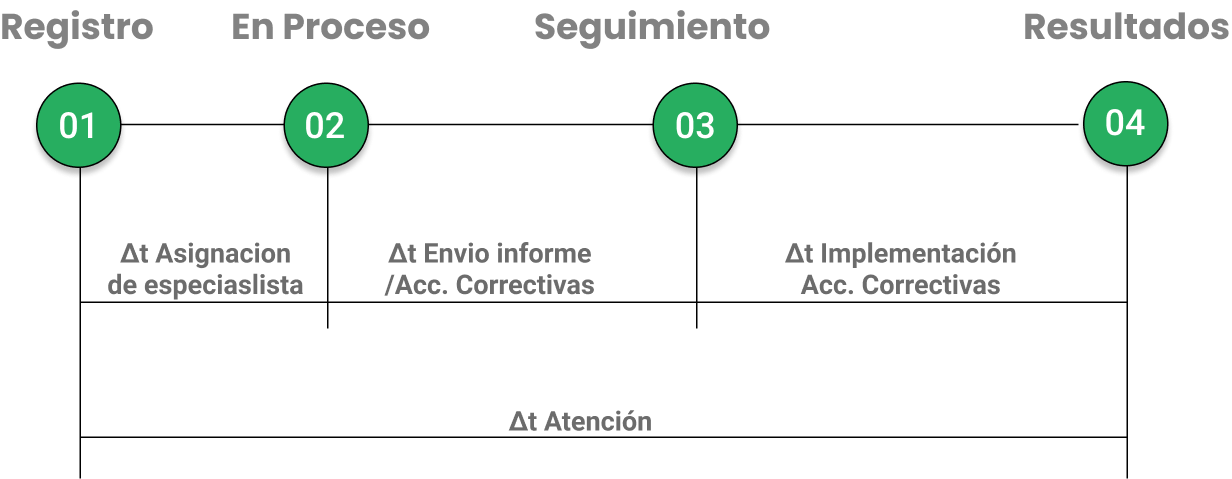 Registro En Proceso Seguimiento Resultados
01 02 03 04
Δt Asignacion
de especiaslista
Δt Envio informe
/Acc. Correctivas
Δt Implementación
Acc. Correctivas
Δt Atención